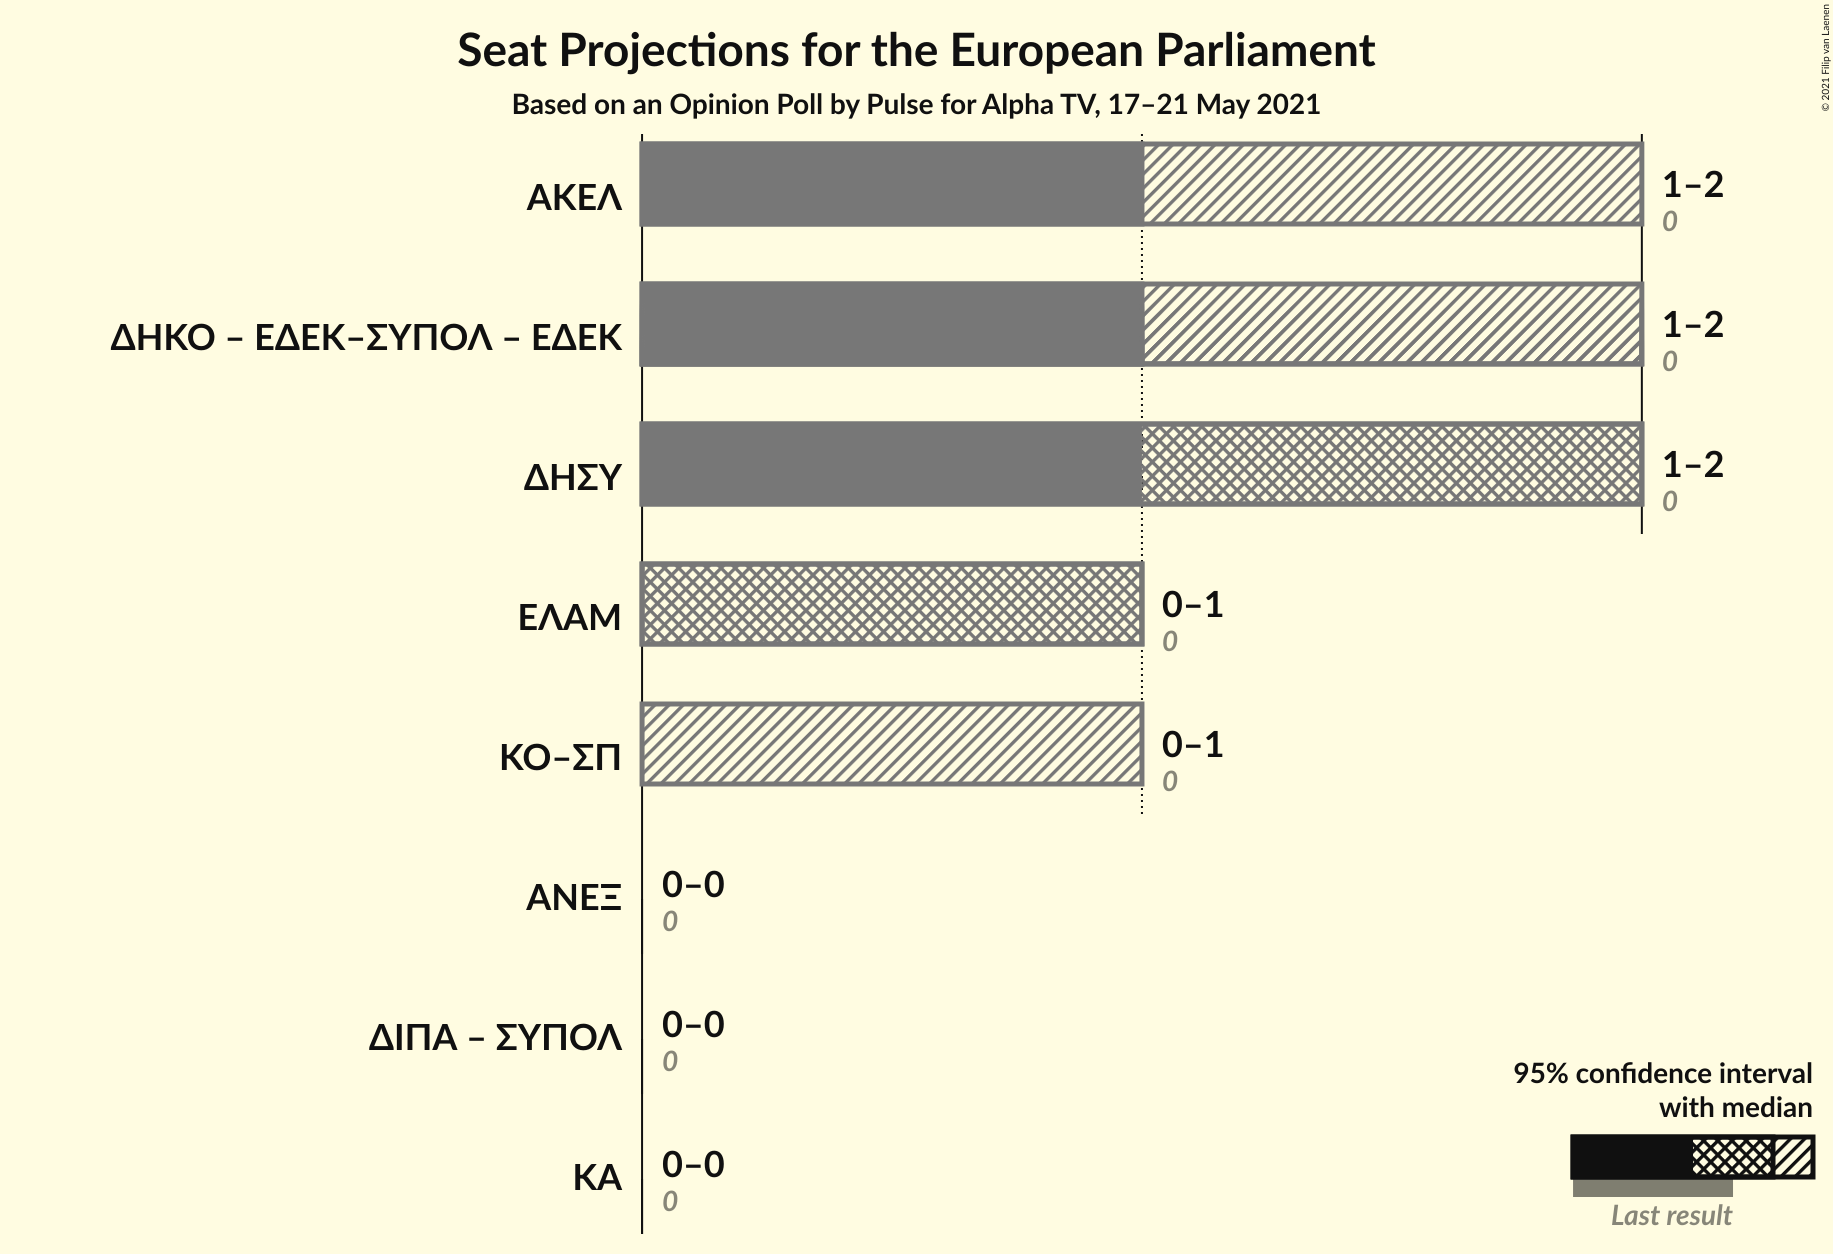 Seat Projections for the European Parliament
Based on an Opinion Poll by Pulse for Alpha TV, 17–21 May 2021
© 2021 Filip van Laenen
ΑΚΕΛ
1–2
0
ΔΗΚΟ – ΕΔΕΚ–ΣΥΠΟΛ – ΕΔΕΚ
1–2
0
ΔΗΣΥ
1–2
0
ΕΛΑΜ
0–1
0
ΚΟ–ΣΠ
0–1
0
ΑΝΕΞ
0–0
0
ΔΙΠΑ – ΣΥΠΟΛ
0–0
0
ΚΑ
0–0
0
95% confidence interval
with median
Last result